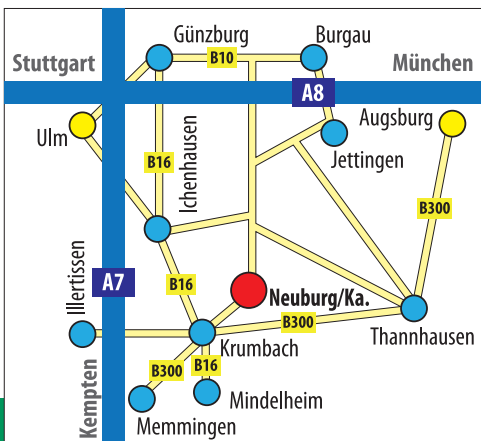 Günzburg
Burgau
B10
Stuttgart
München
A8
Ulm
Augsburg
Jettingen
B16
Ichenhausen
B300
Illertissen
A7
B16
Neuburg/Ka.
B300
Thannhausen
Krumbach
B300
B16
Kempten
Mindelheim
Memmingen